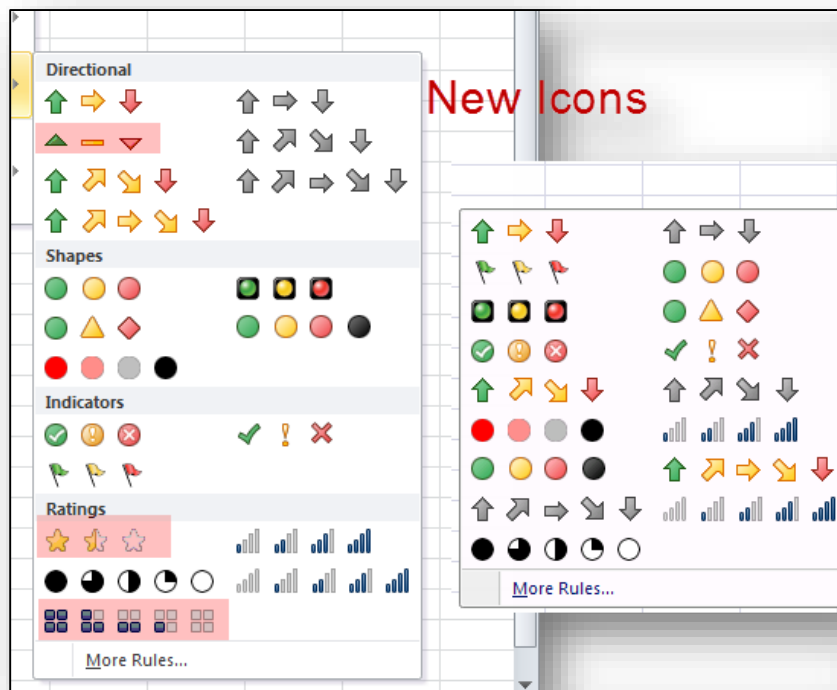 Directional
New Icons
Shapes
Indicators
Ratings
More Rules...
More Rules...